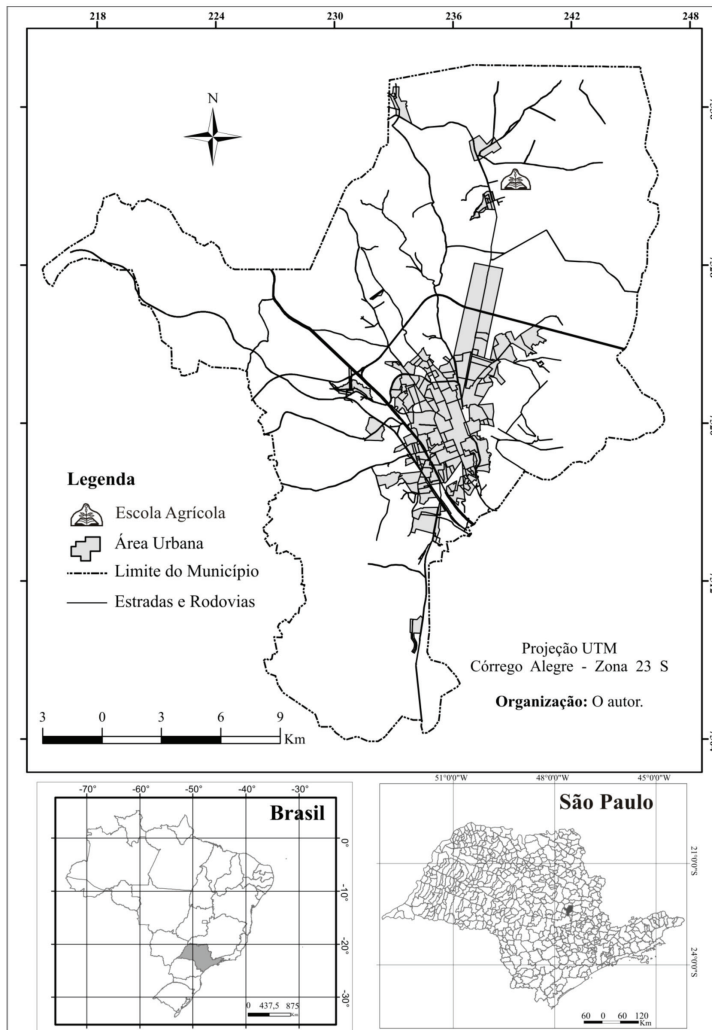 218 224 230 236 242 248
N
Legenda
Escola Agrícola
Área Urbana
Limite do Município
Estradas e Rodovias
Projeção UTM
Córrego Alegre - Zona 23 S
Organização: O autor.
3 0 3 6 9
Km
-70° -60° -50° -40° -30°
Brasil
0°
-10°
-20°
-30°
0 437,5 875
Km
51°0'0"W 48°0'0"W 45°0'0"W
São Paulo
21°0'0"S
24°0'0"S
60 0 60 120
Km